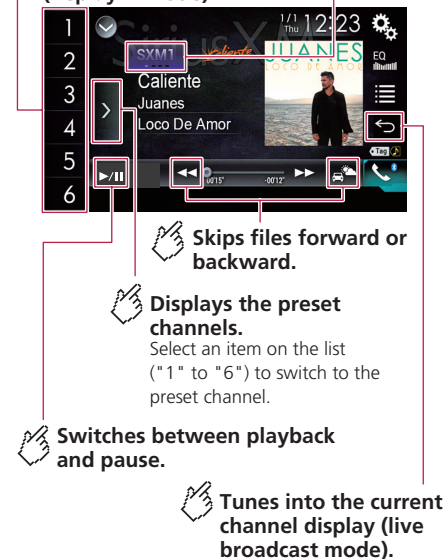 1
2
3
4
5
6
SiriusXM
1/1
Thu
12:23
SXM1
Caliente
JUANES
LOCO DE AMOR
EQ
Caliente
Juanes
Loco De Amor
Tag
00'15"
-00'12"
Skips files forward or
backward.
Displays the preset
channels.
Select an item on the list
("1" to "6") to switch to the
preset channel.
Switches between playback
and pause.
Tunes into the current
channel display (live
broadcast mode).